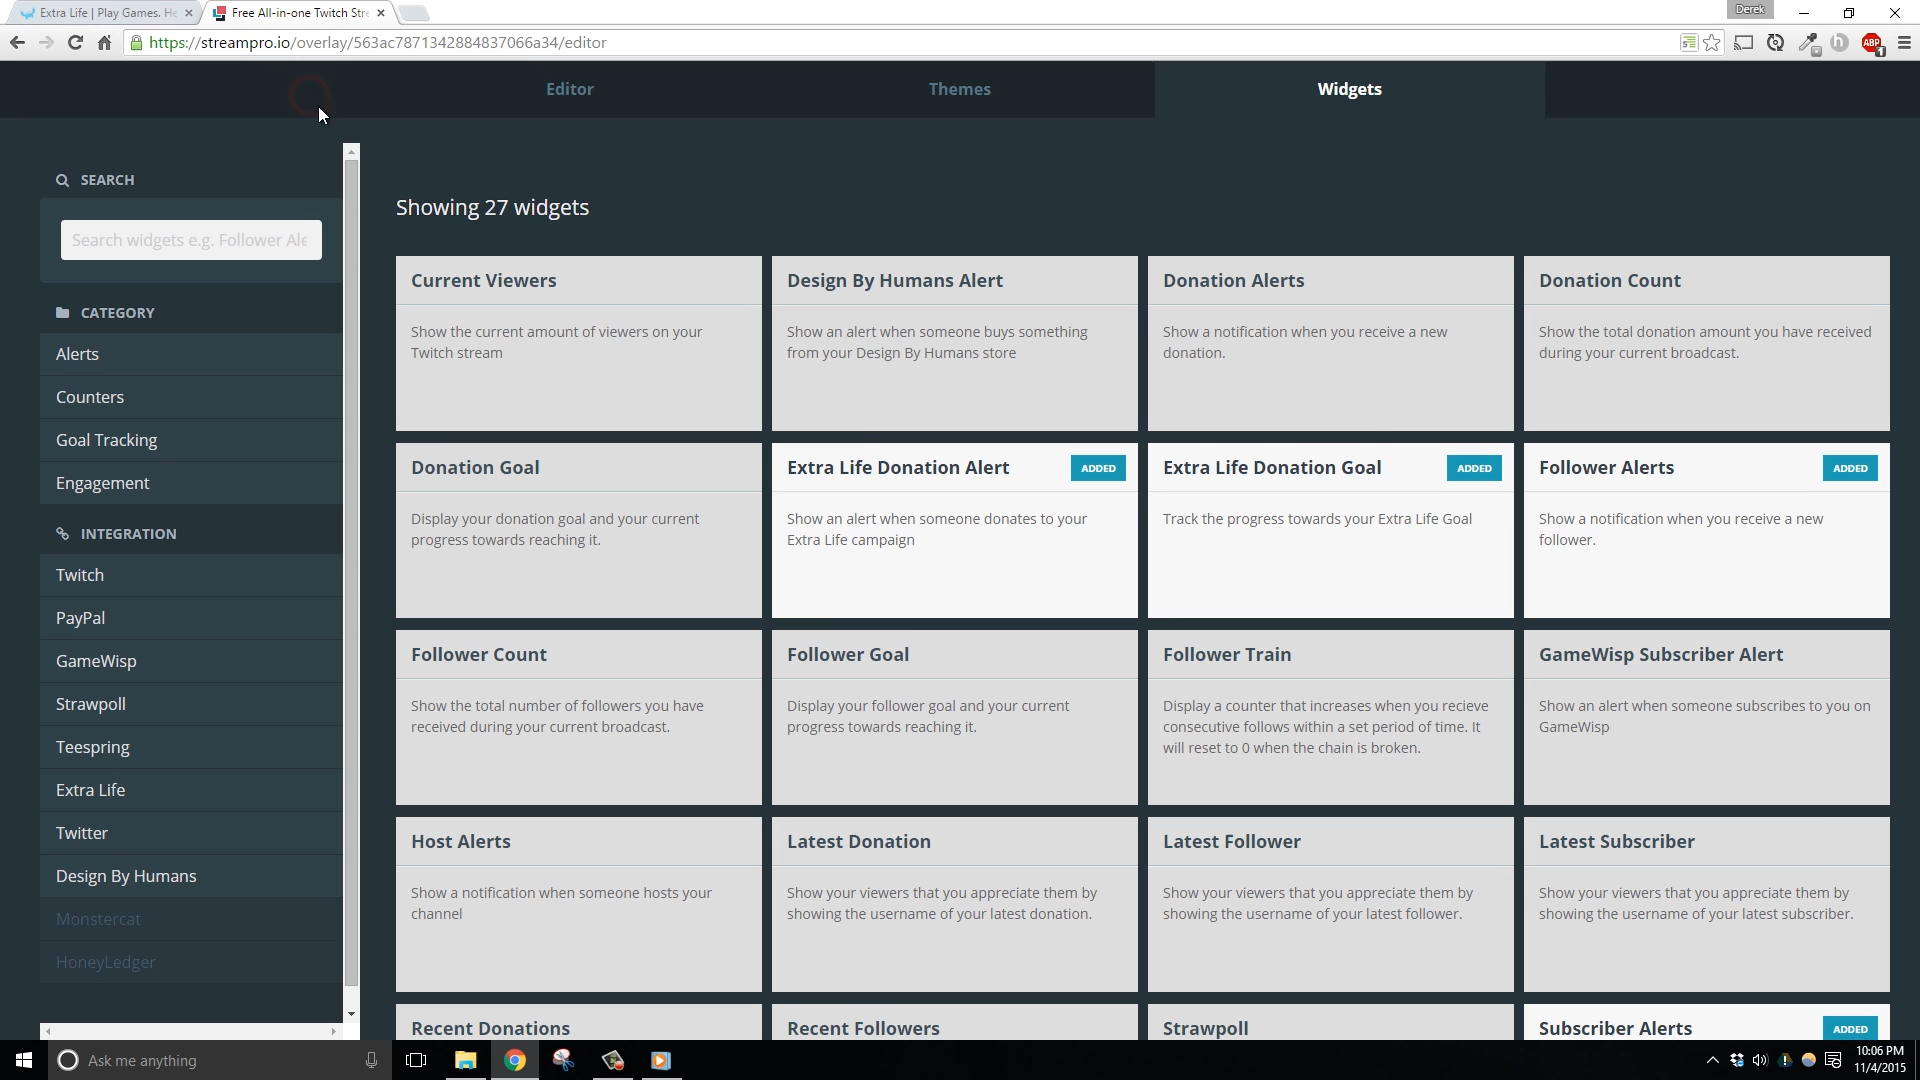 Extra Life | Play Games. He
Free All-in-one Twitch Stre
Derek
https://streampro.io/overlay/563ac7871342884837066a34/editor
ABP
1
Editor
Themes
Widgets
SEARCH
Search widgets e.g. Follower Ale
CATEGORY
Alerts
Counters
Goal Tracking
Engagement
INTEGRATION
Twitch
PayPal
GameWisp
Strawpoll
Teespring
Extra Life
Twitter
Design By Humans
Monstercat
HoneyLedger
Showing 27 widgets
Current Viewers
Show the current amount of viewers on your
Twitch stream
Design By Humans Alert
Show an alert when someone buys something
from your Design By Humans store
Donation Alerts
Show a notification when you receive a new
donation.
Donation Count
Show the total donation amount you have received
during your current broadcast.
Donation Goal
Display your donation goal and your current
progress towards reaching it.
Extra Life Donation Alert
ADDED
Show an alert when someone donates to your
Extra Life campaign
Extra Life Donation Goal
ADDED
Track the progress towards your Extra Life Goal
Follower Alerts
ADDED
Show a notification when you receive a new
follower.
Follower Count
Show the total number of followers you have
received during your current broadcast.
Follower Goal
Display your follower goal and your current
progress towards reaching it.
Follower Train
Display a counter that increases when you recieve
consecutive follows within a set period of time. It
will reset to 0 when the chain is broken.
GameWisp Subscriber Alert
Show an alert when someone subscribes to you on
GameWisp
Host Alerts
Show a notification when someone hosts your
channel
Latest Donation
Show your viewers that you appreciate them by
showing the username of your latest donation.
Latest Follower
Show your viewers that you appreciate them by
showing the username of your latest follower.
Latest Subscriber
Show your viewers that you appreciate them by
showing the username of your latest subscriber.
Recent Donations
Recent Followers
Strawpoll
Subscriber Alerts
ADDED
Ask me anything
10:06 PM
11/4/2015